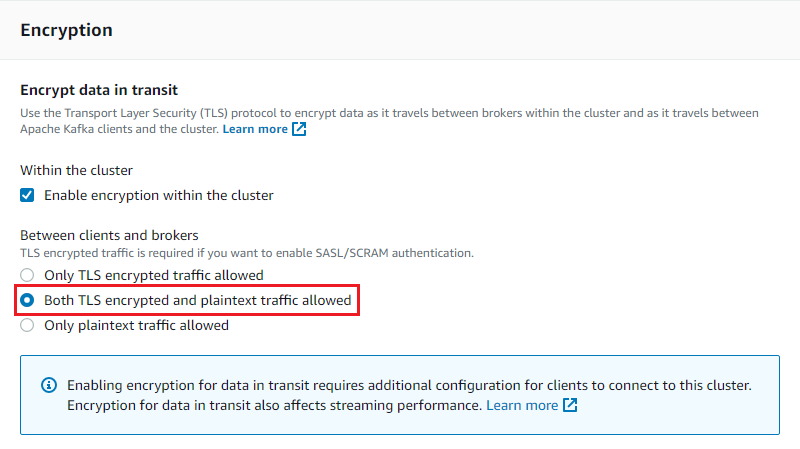 Encryption
Encrypt data in transit
Use the Transport Layer Security (TLS) protocol to encrypt data as it travels between brokers within the cluster and as it travels between
Apache Kafka clients and the cluster. Learn more
Within the cluster
Enable encryption within the cluster
Between clients and brokers
TLS encrypted traffic is required if you want to enable SASL/SCRAM authentication.
Only TLS encrypted traffic allowed
Both TLS encrypted and plaintext traffic allowed
Only plaintext traffic allowed
Enabling encryption for data in transit requires additional configuration for clients to connect to this cluster.
Encryption for data in transit also affects streaming performance. Learn more